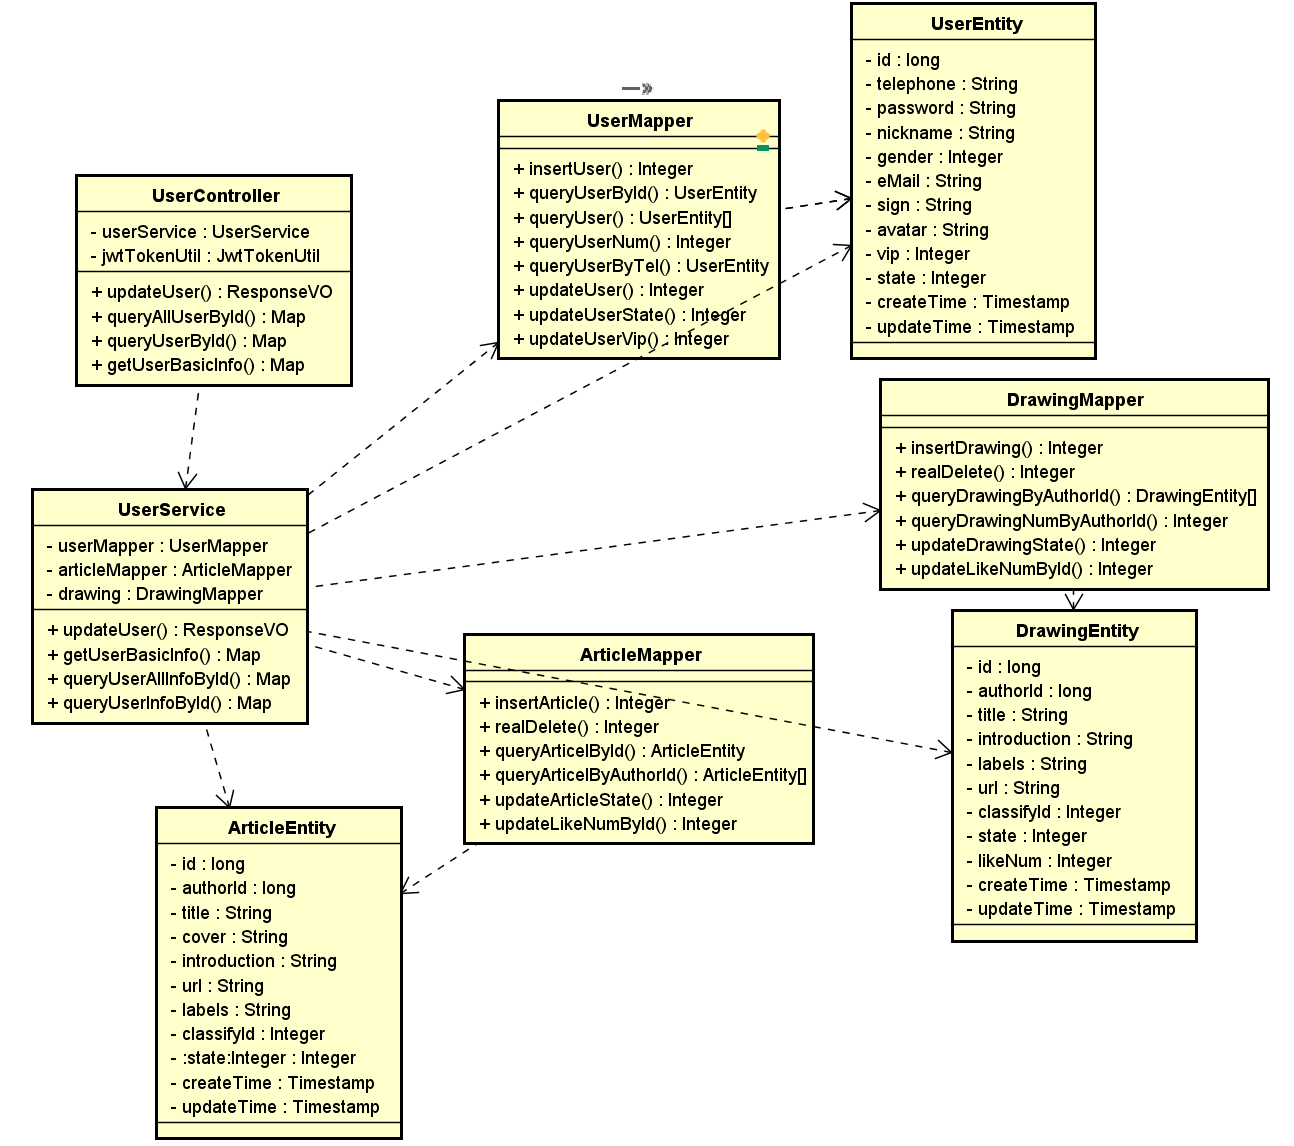 UserEntity
- id : long
- telephone : String
- password : String
- nickname : String
- gender : Integer
- eMail : String
- sign : String
- avatar : String
- vip : Integer
- state : Integer
- createTime : Timestamp
- updateTime : Timestamp
UserMapper
+ insertUser() : Integer
+ queryUserById() : UserEntity
+ queryUser() : UserEntity[]
+ queryUserNum() : Integer
+ queryUserByTel() : UserEntity
+ updateUser() : Integer
+ updateUserState() : Integer
+ updateUserVip() : Integer
UserController
- userService : UserService
- jwtTokenUtil : JwtTokenUtil
+ updateUser() : ResponseVO
+ queryAllUserById() : Map
+ queryUserById() : Map
+ getUserBasicInfo() : Map
DrawingMapper
+ insertDrawing() : Integer
+ realDelete() : Integer
+ queryDrawingByAuthorId() : DrawingEntity[]
+ queryDrawingNumByAuthorId() : Integer
+ updateDrawingState() : Integer
+ updateLikeNumById() : Integer
UserService
- userMapper : UserMapper
- articleMapper : ArticleMapper
- drawing : DrawingMapper
+ updateUser() : ResponseVO
+ getUserBasicInfo() : Map
+ queryUserAllInfoById() : Map
+ queryUserInfoById() : Map
DrawingEntity
- id : long
- authorId : long
- title : String
- introduction : String
- labels : String
- url : String
- classifyId : Integer
- state : Integer
- likeNum : Integer
- createTime : Timestamp
- updateTime : Timestamp
ArticleMapper
+ insertArticle() : Integer
+ realDelete() : Integer
+ queryArticelById() : ArticleEntity
+ queryArticelByAuthorId() : ArticleEntity[]
+ updateArticleState() : Integer
+ updateLikeNumById() : Integer
ArticleEntity
- id : long
- authorId : long
- title : String
- cover : String
- introduction : String
- url : String
- labels : String
- classifyId : Integer
- :state:Integer : Integer
- createTime : Timestamp
- updateTime : Timestamp